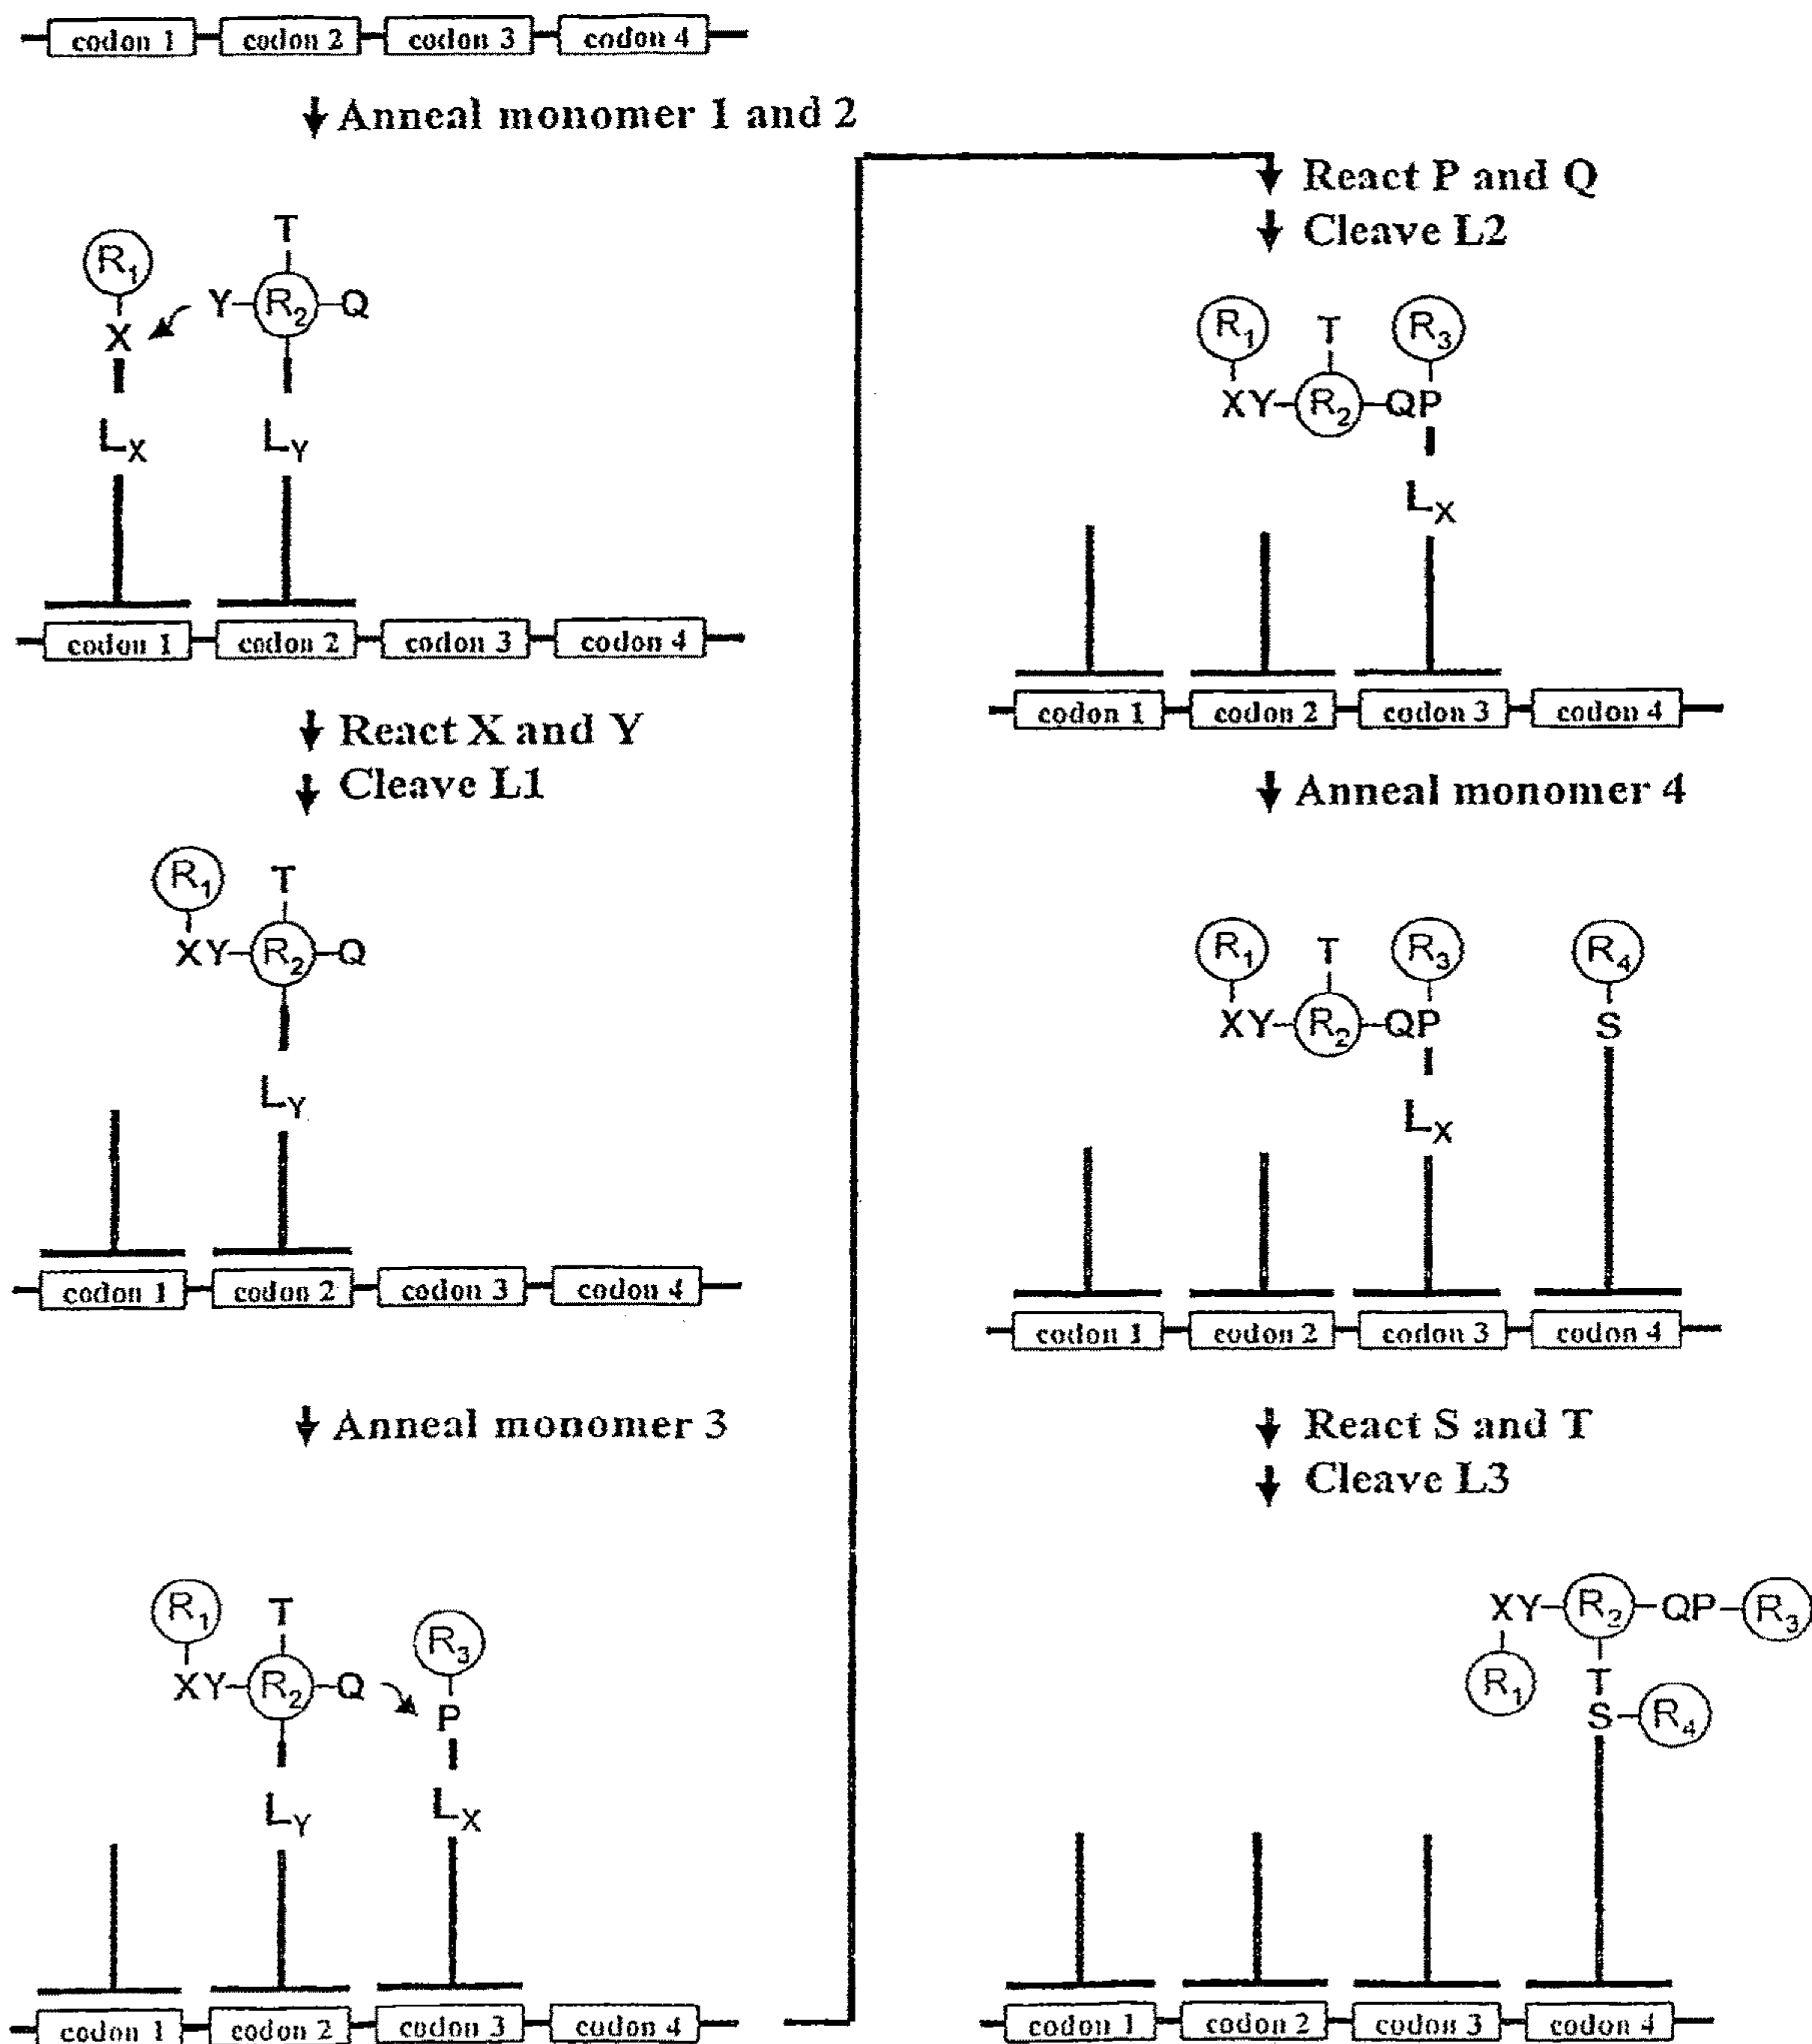 codon 1 codon 2 codon 3 codon 4
Anneal monomer 1 and 2
T
R1 Y R2 Q
X
LX LY
codon 1 codon 2 codon 3 codon 4
React X and Y
Cleave L1
R1 T
XY R2 Q
LY
codon 1 codon 2 codon 3 codon 4
Anneal monomer 3
R1 T R3
XY R2 Q P
LY LX
codon 1 codon 2 codon 3 codon 4
React P and Q
Cleave L2
R1 T R3
XY R2 QP
LX
codon 1 codon 2 codon 3 codon 4
Anneal monomer 4
R1 T R3 R4
XY R2 QP S
LX
codon 1 codon 2 codon 3 codon 4
React S and T
Cleave L3
XY R2 QP R3
R1 T
S R4
codon 1 codon 2 codon 3 codon 4